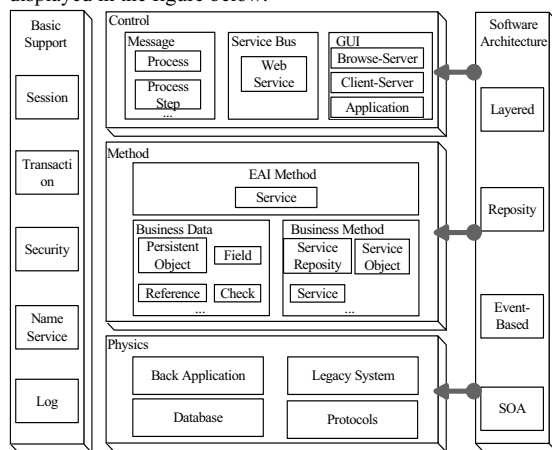 displayed in the figure below.
Basic
Support
Session
Transacti
on
Security
Name
Service
Log
Control
Message
Process
Process
Step
...
Service Bus
Web
Service
GUI
Browse-Server
Client-Server
Application
Method
EAI Method
Service
Business Data
Persistent
Object
Field
Reference
Check
...
Business Method
Service
Reposity
Service
Object
Service
...
Physics
Back Application
Legacy System
Database
Protocols
Software
Architecture
Layered
Reposity
Event-
Based
SOA